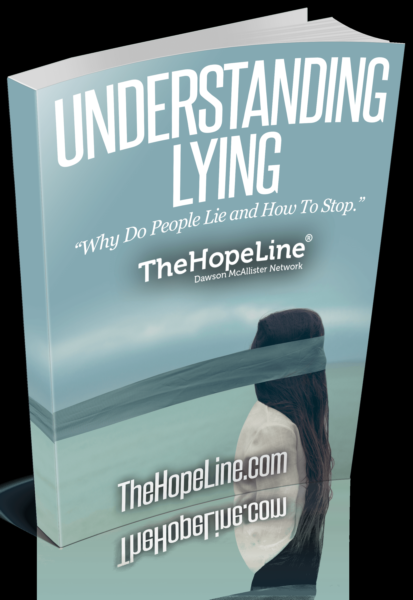 UNDERSTANDING
LYING
“Why Do People Lie and How To Stop.”
TheHopeLine®
Dawson McAllister Network
TheHopeLine.com
TheHopeLine.com